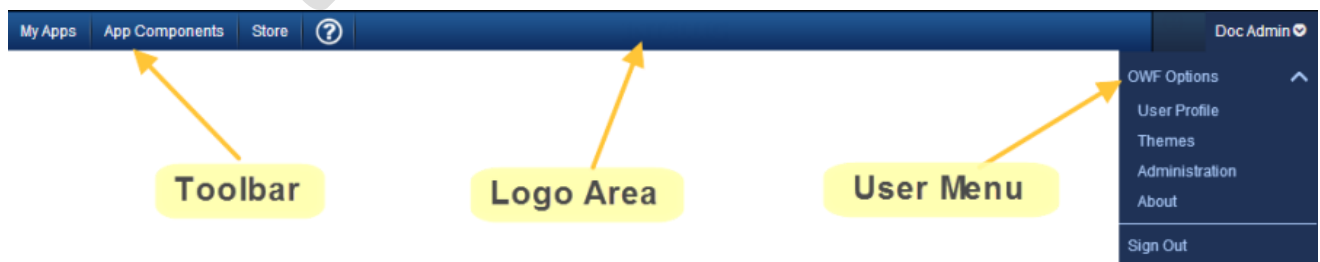 My Apps App Components Store ? Doc Admin
OWF Options
User Profile
Themes
Administration
About
Sign Out
Toolbar
Logo Area
User Menu